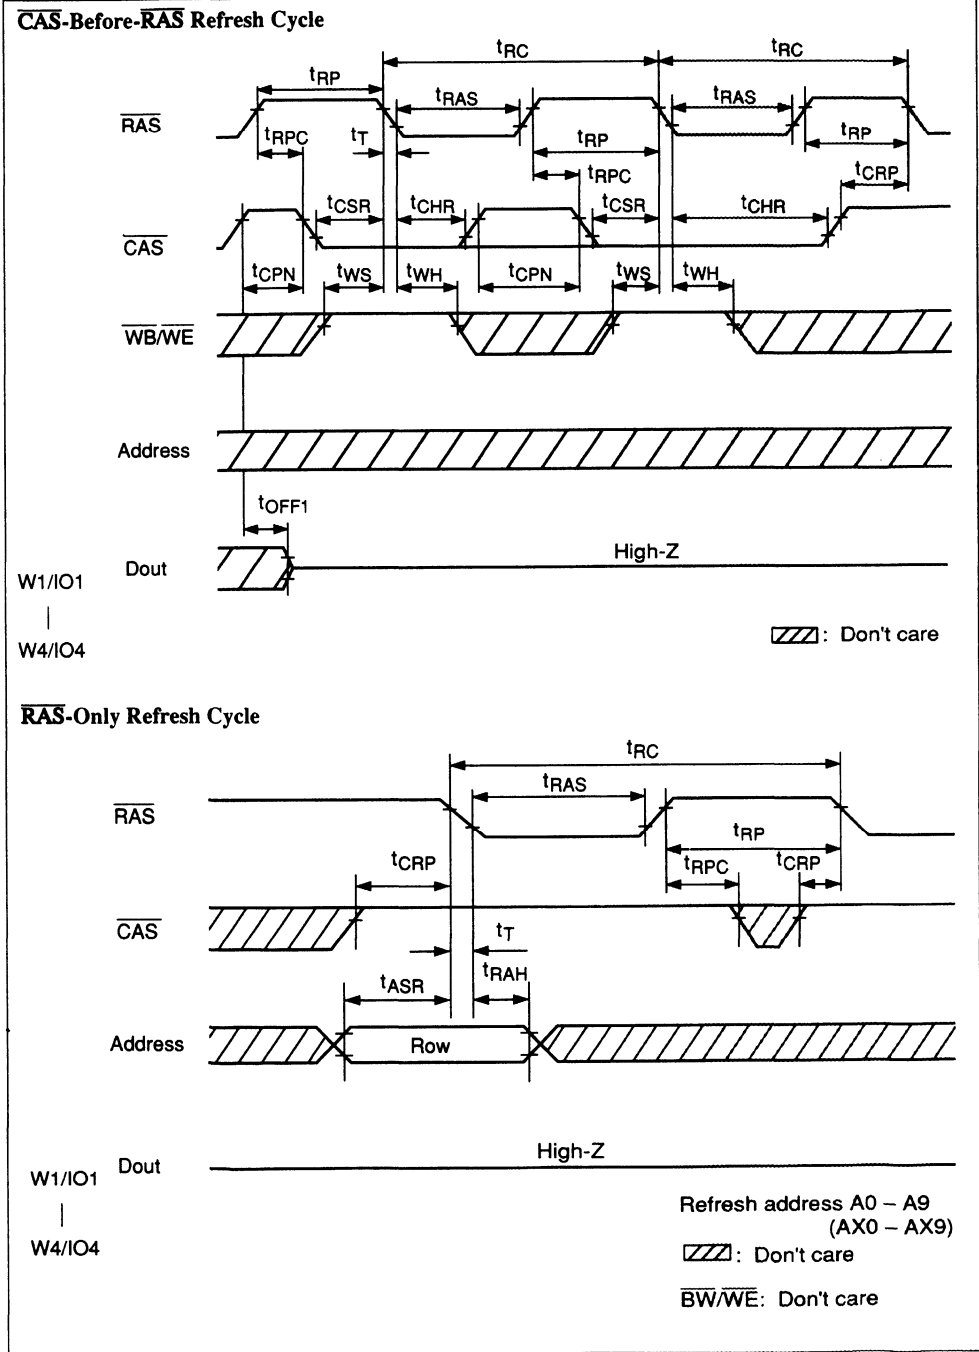 CAS-Before-RAS Refresh Cycle
tRC tRC
tRP
tRAS tRAS
RAS
tRPC tT tRP tRP
tRPC tCRP
tCSR tCHR tCSR tCHR
CAS
tCPN tWS tWH tCPN tWS tWH
WB/WE
Address
tOFF1
High-Z
Dout
W1/IO1
W4/IO4
: Don't care
RAS-Only Refresh Cycle
tRC
tRAS
RAS
tRP
tCRP tRPC tCRP
CAS
tT
tASR tRAH
Address Row
High-Z
Dout
W1/IO1
W4/IO4
Refresh address A0 – A9
(AX0 – AX9)
: Don't care
BW/WE: Don't care